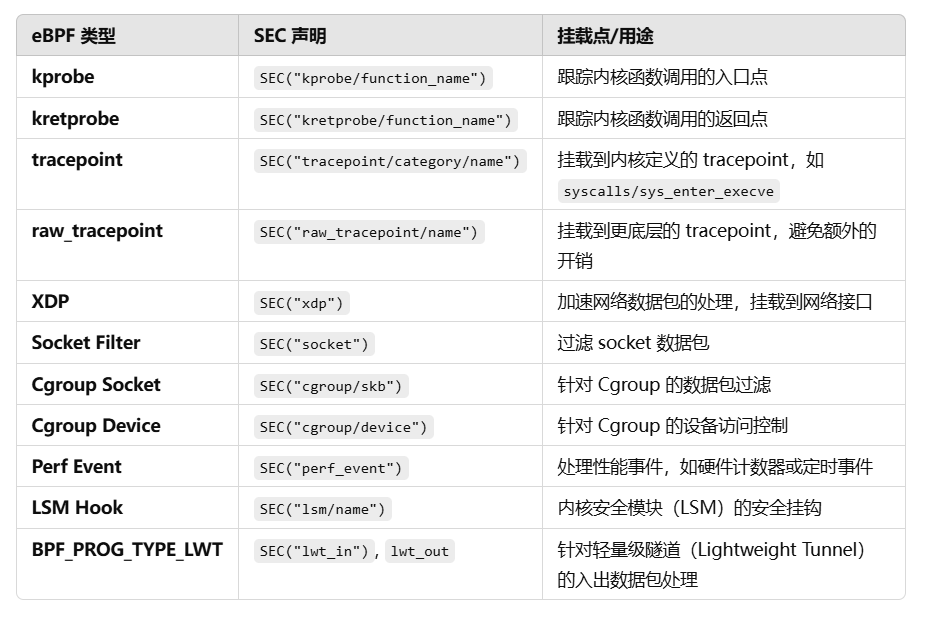 eBPF 类型 SEC 声明 挂载点/用途
kprobe SEC("kprobe/function_name") 跟踪内核函数调用的入口点
kretprobe SEC("kretprobe/function_name") 跟踪内核函数调用的返回点
tracepoint SEC("tracepoint/category/name") 挂载到内核定义的 tracepoint，如
syscalls/sys_enter_execve
raw_tracepoint SEC("raw_tracepoint/name") 挂载到更底层的 tracepoint，避免额外的
开销
XDP SEC("xdp") 加速网络数据包的处理，挂载到网络接口
Socket Filter SEC("socket") 过滤 socket 数据包
Cgroup Socket SEC("cgroup/skb") 针对 Cgroup 的数据包过滤
Cgroup Device SEC("cgroup/device") 针对 Cgroup 的设备访问控制
Perf Event SEC("perf_event") 处理性能事件，如硬件计数器或定时事件
LSM Hook SEC("lsm/name") 内核安全模块（LSM）的安全挂钩
BPF_PROG_TYPE_LWT SEC("lwt_in"), lwt_out 针对轻量级隧道（Lightweight Tunnel）
的入出数据包处理